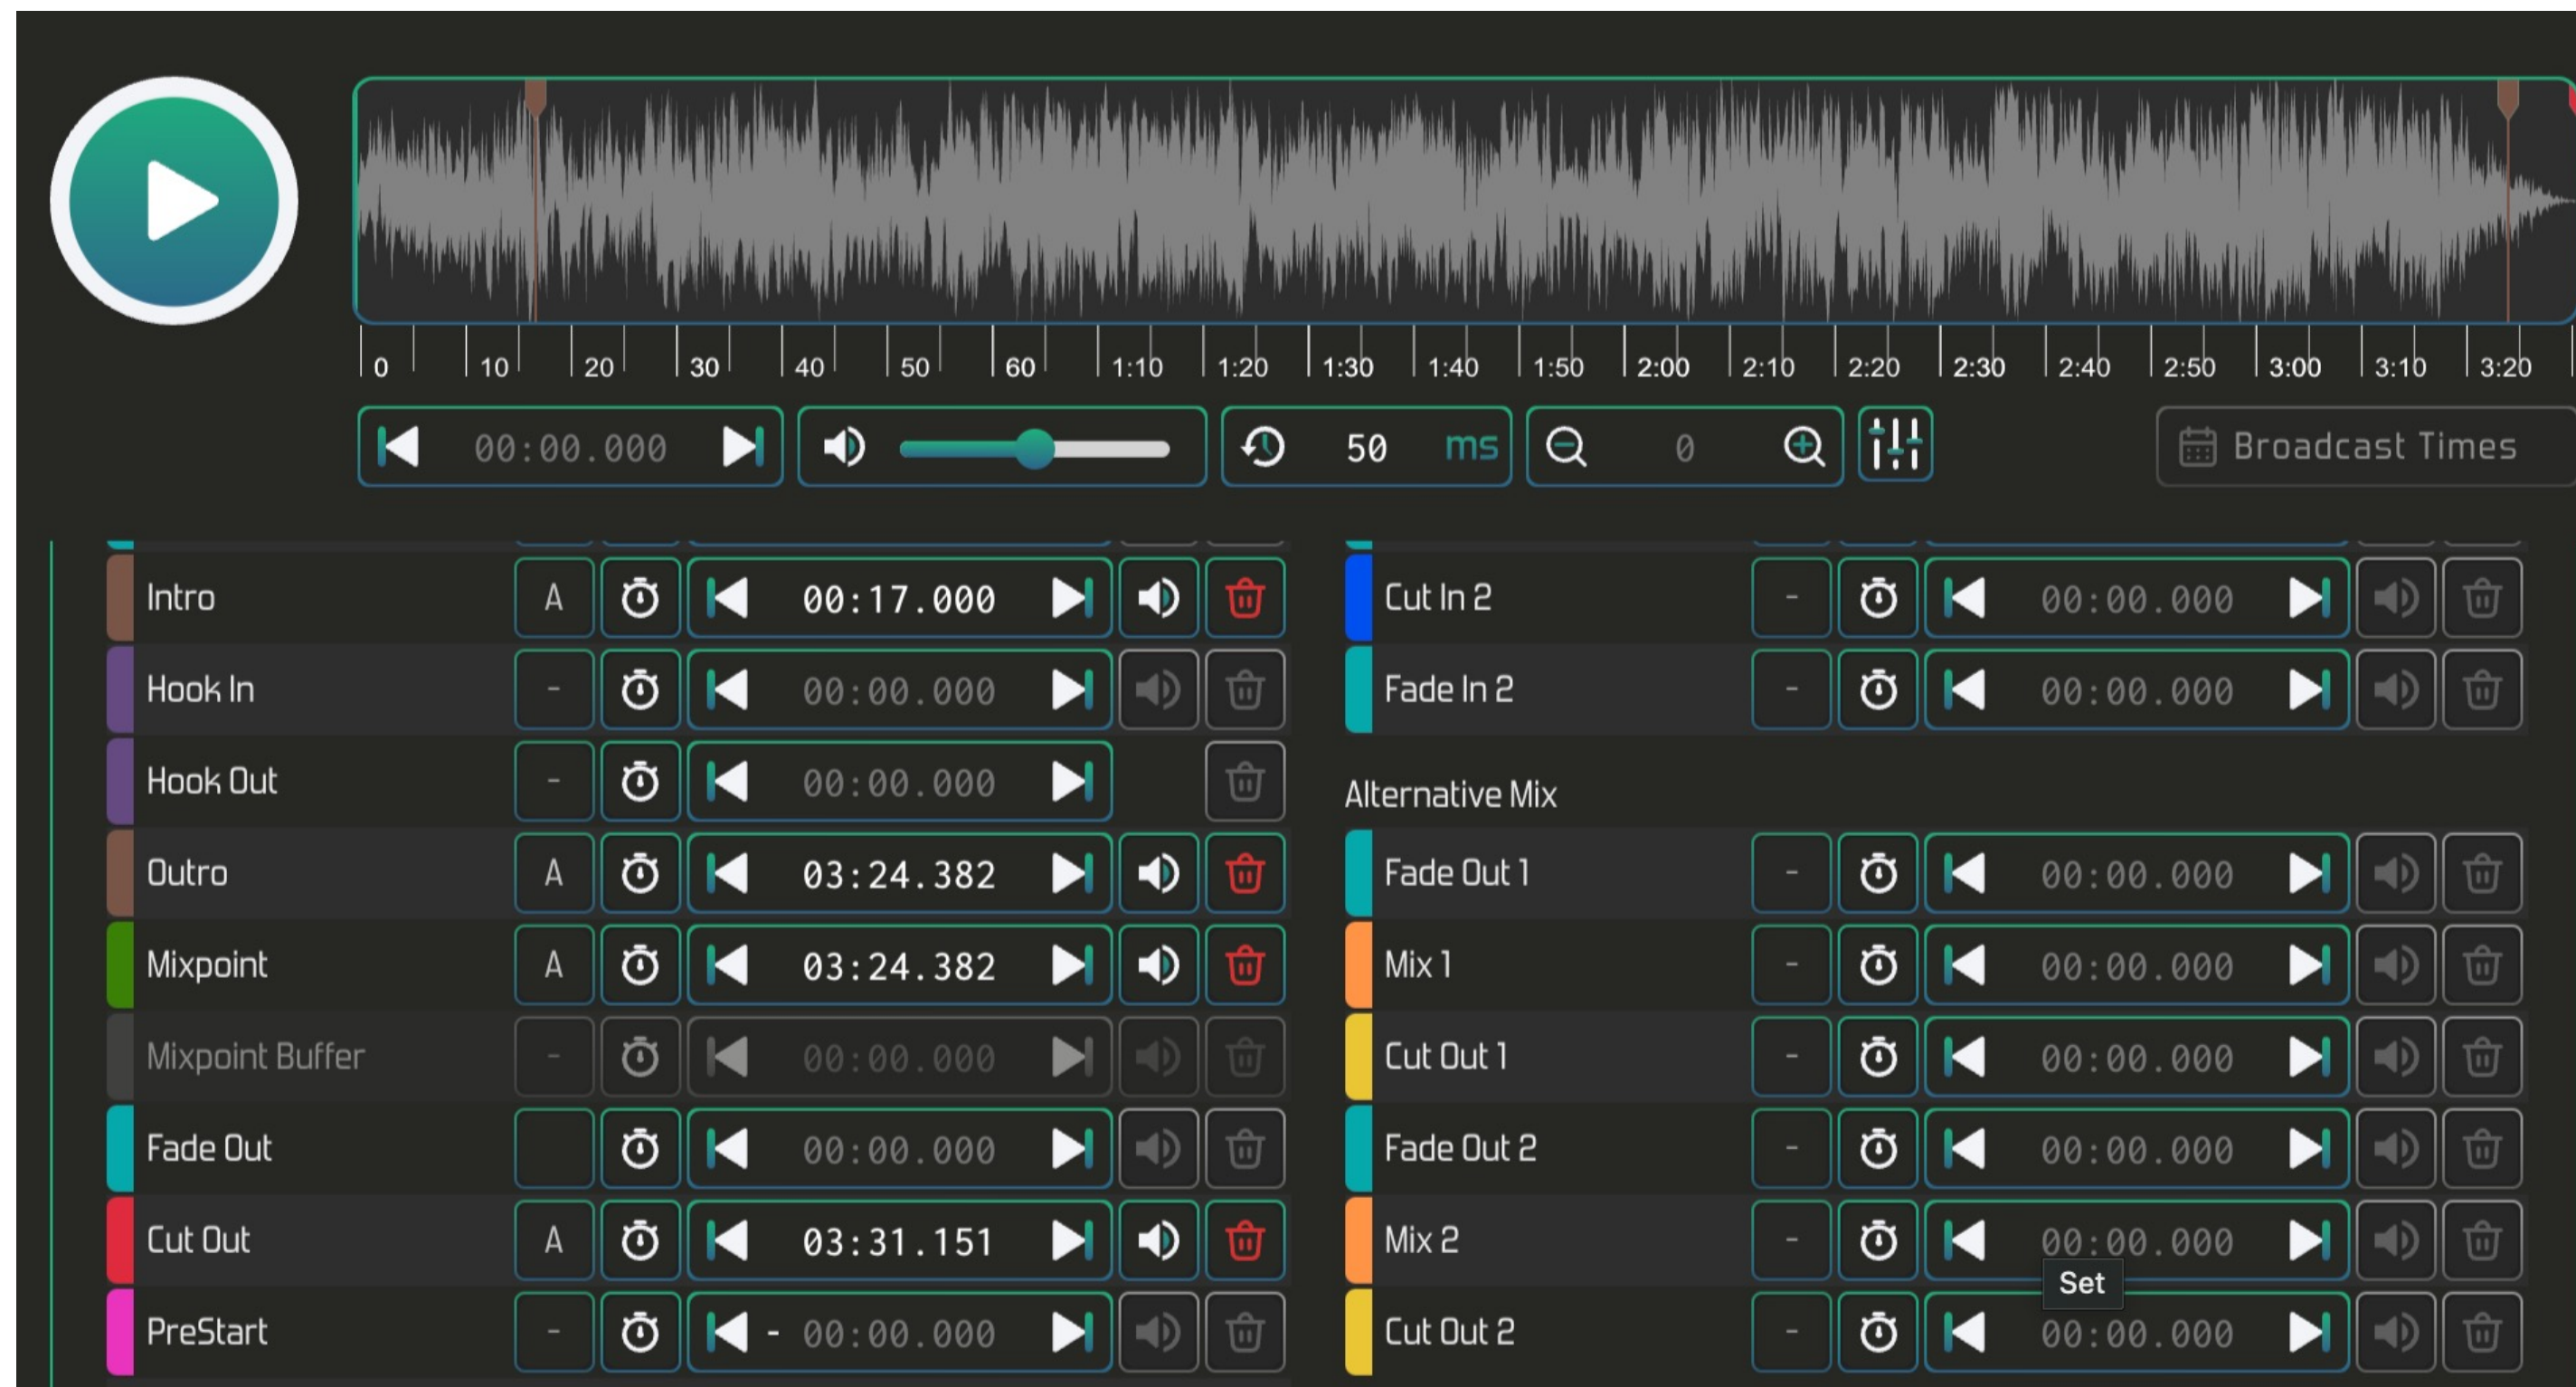 0 10 20 30 40 50 60 1:10 1:20 1:30 1:40 1:50 2:00 2:10 2:20 2:30 2:40 2:50 3:00 3:10 3:20
00:00.000 50 ms 0 Broadcast Times
Intro A 00:17.000
Hook In - 00:00.000
Hook Out - 00:00.000
Outro A 03:24.382
Mixpoint A 03:24.382
Mixpoint Buffer - 00:00.000
Fade Out 00:00.000
Cut Out A 03:31.151
PreStart - - 00:00.000
Cut In 2 - 00:00.000
Fade In 2 - 00:00.000
Alternative Mix
Fade Out 1 - 00:00.000
Mix 1 - 00:00.000
Cut Out 1 - 00:00.000
Fade Out 2 - 00:00.000
Mix 2 - 00:00.000
Set
Cut Out 2 - 00:00.000